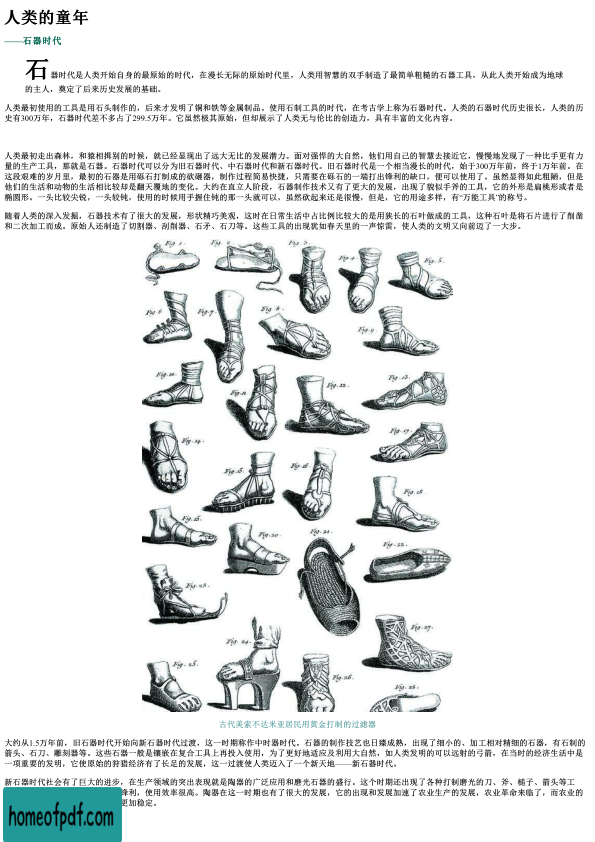 人类的童年
——石器时代
石器时代是人类开始自身的最原始的时代，在漫长无际的原始时代里，人类用智慧的双手制造了最简单粗糙的石器工具，从此人类开始成为地球
的主人，奠定了后来历史发展的基础。
人类最初使用的工具是用石头制作的，后来才发明了铜和铁等金属制品。使用石制工具的时代，在考古学上称为石器时代。人类的石器时代历史很长，人类的历
史有300万年，石器时代差不多占了299.5万年。它虽然极其原始，但却展示了人类无与伦比的创造力，具有丰富的文化内容。
人类最初走出森林，和猿相揖别的时候，就已经显现出了远大无比的发展潜力。面对强悍的大自然，他们用自己的智慧去接近它，慢慢地发现了一种比手更有力
量的生产工具，那就是石器。石器时代可以分为旧石器时代、中石器时代和新石器时代。旧石器时代是一个相当漫长的时代，始于300万年前，终于1万年前。在
这段艰难的岁月里，最初的石器是用砾石打制成的砍砸器，制作过程简易快捷，只需要在砾石的一端打出锋利的缺口，便可以使用了。虽然显得如此粗陋，但是
他们的生活和动物的生活相比较却是翻天覆地的变化。大约在直立人阶段，石器制作技术又有了更大的发展，出现了貌似手斧的工具，它的外形是扁桃形或者是
椭圆形，一头比较尖锐，一头较钝，使用的时候用手握住钝的那一头就可以，虽然砍起来还是很慢，但是，它的用途多样，有“万能工具”的称号。
随着人类的深入发掘，石器技术有了很大的发展，形状精巧美观，这时在日常生活中占比例比较大的是用狭长的石叶做成的工具，这种石叶是将石片进行了削凿
和二次加工而成。原始人还制造了切割器、刮削器、石矛、石刀等。这些工具的出现犹如春天里的一声惊雷，使人类的文明又向前迈了一大步。
Fig. 1. Fig. 2. Fig. 3. Fig. 4. Fig. 5.
Fig. 6 Fig. 7. Fig. 8. Fig. 9
Fig. 10. Fig. 11. Fig. 12. Fig. 13.
Fig. 14. Fig. 15. Fig. 16. Fig. 17.
Fig. 18
Fig. 20. Fig. 21. Fig. 22.
Fig. 23.
Fig. 24. Fig. 25. Fig. 26. Fig. 27.
Fig. 28.
古代美索不达米亚居民用黄金打制的过滤器
大约从1.5万年前，旧石器时代开始向新石器时代过渡，这一时期称作中时器时代。石器的制作技艺也日臻成熟，出现了细小的、加工相对精细的石器，有石制的
箭头、石刀、雕刻器等。这些石器一般是镶嵌在复合工具上再投入使用，为了更好地适应及利用大自然，如人类发明的可以远射的弓箭，在当时的经济生活中是
一项重要的发明，它使原始的狩猎经济有了长足的发展，这一过渡使人类迈入了一个新天地——新石器时代。
新石器时代社会有了巨大的进步，在生产领域的突出表现就是陶器的广泛应用和磨光石器的盛行。这个时期还出现了各种打制磨光的刀、斧、槌子、箭头等工
锋利，使用效率很高。陶器在这一时期也有了很大的发展，它的出现和发展加速了农业生产的发展，农业革命来临了，而农业的
更加稳定。
homeofpdf.com